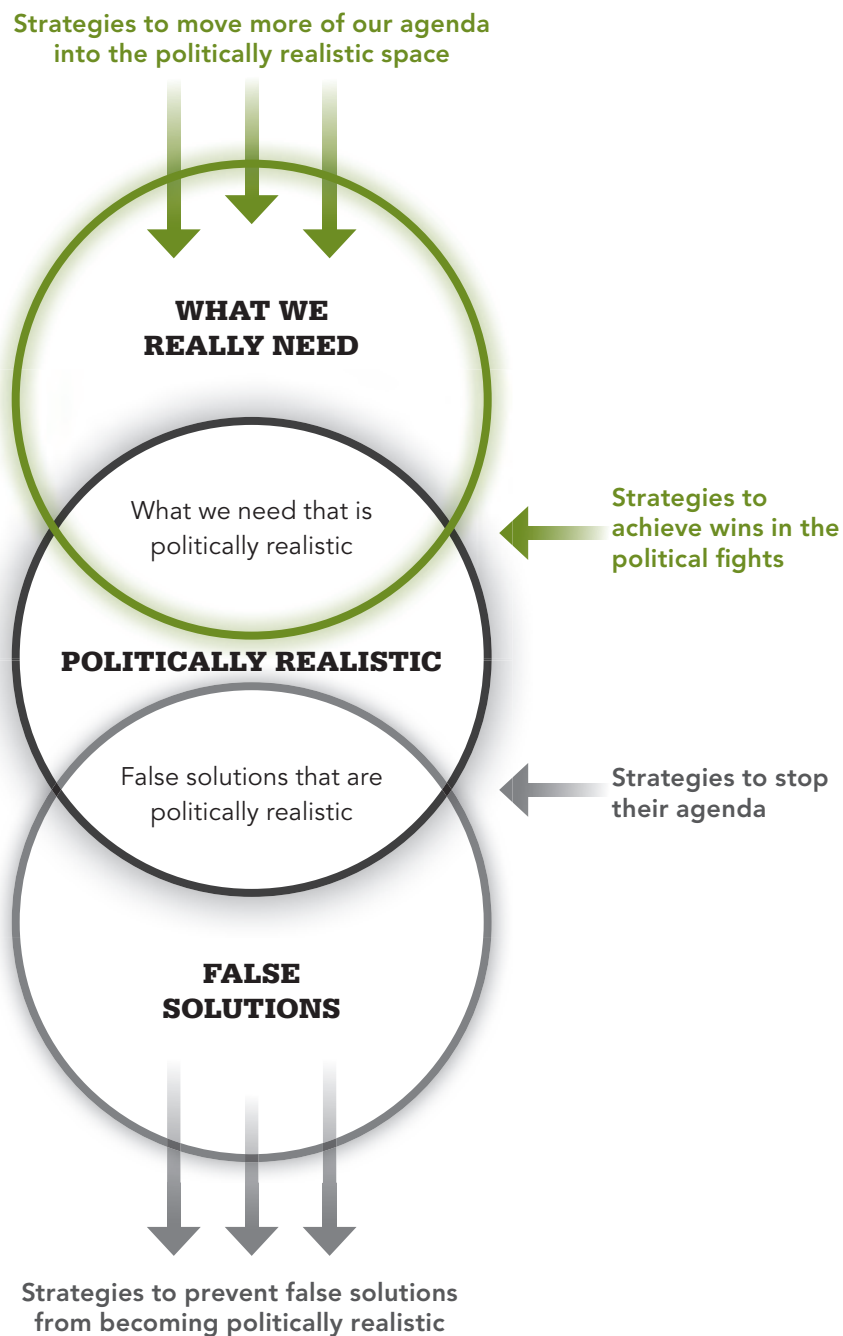 Strategies to move more of our agenda
into the politically realistic space
WHAT WE
REALLY NEED
What we need that is
politically realistic
Strategies to
achieve wins in the
political fights
POLITICALLY REALISTIC
False solutions that are
politically realistic
Strategies to stop
their agenda
FALSE
SOLUTIONS
Strategies to prevent false solutions
from becoming politically realistic